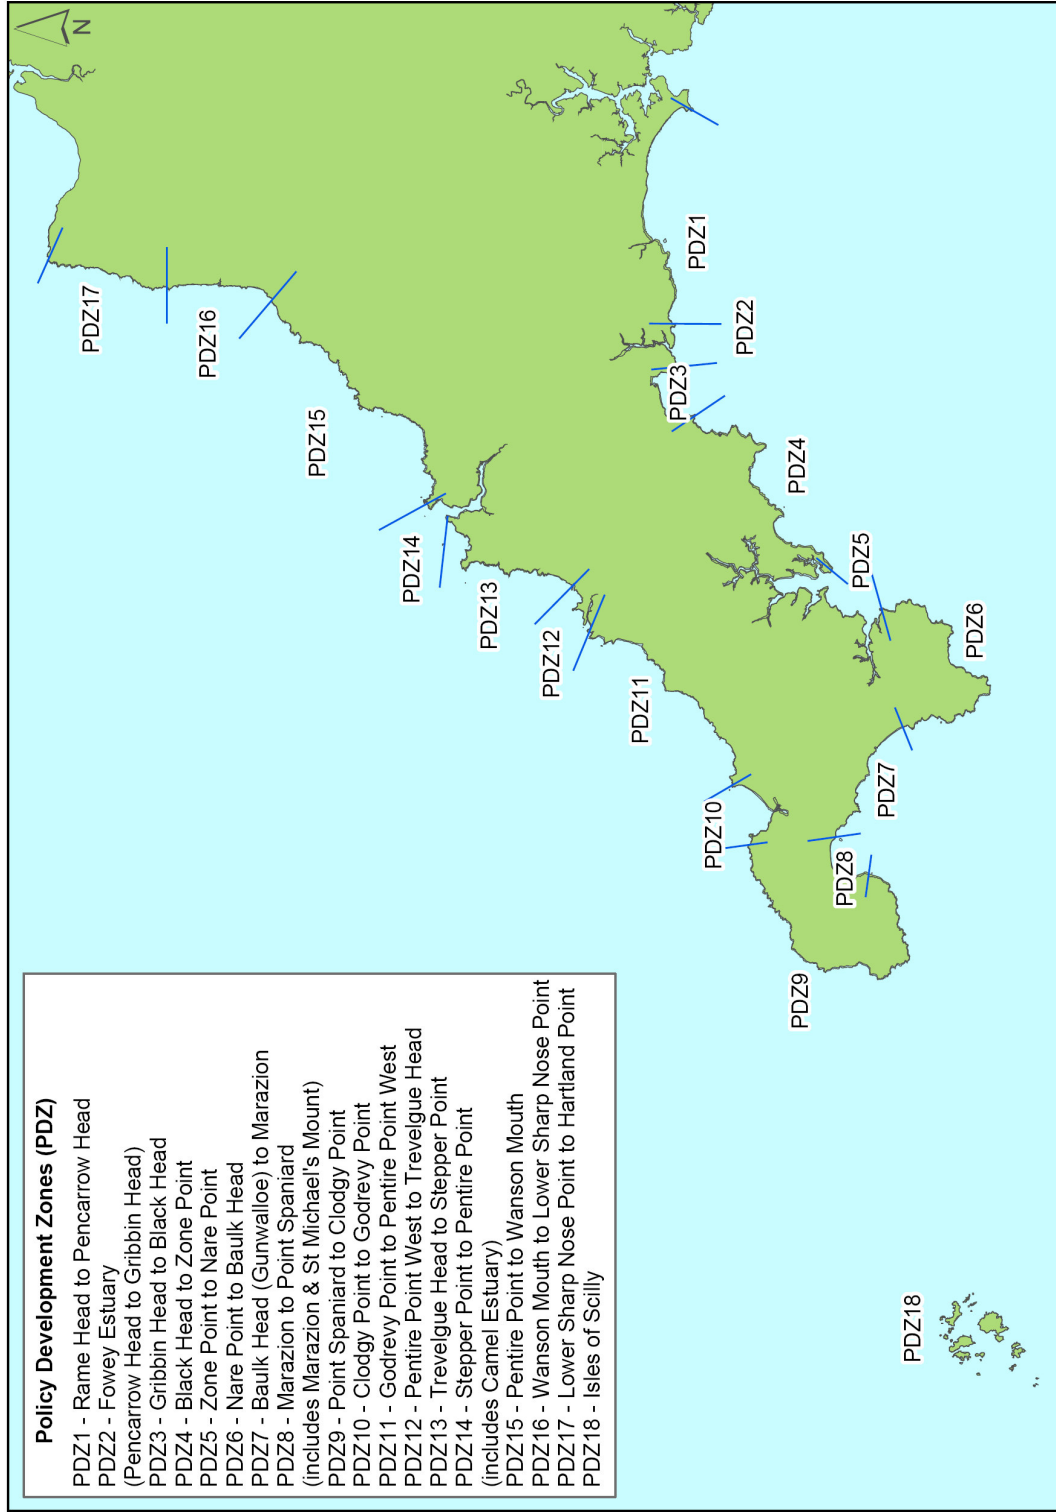 Policy Development Zones (PDZ)
PDZ1 - Rame Head to Pencarrow Head
PDZ2 - Fowey Estuary
(Pencarrow Head to Gribbin Head)
PDZ3 - Gribbin Head to Black Head
PDZ4 - Black Head to Zone Point
PDZ5 - Zone Point to Nare Point
PDZ6 - Nare Point to Baulk Head
PDZ7 - Baulk Head (Gunwalloe) to Marazion
PDZ8 - Marazion to Point Spaniard
(includes Marazion & St Michael's Mount)
PDZ9 - Point Spaniard to Clodgy Point
PDZ10 - Clodgy Point to Godrevy Point
PDZ11 - Godrevy Point to Pentire Point West
PDZ12 - Pentire Point West to Trevelgue Head
PDZ13 - Trevelgue Head to Stepper Point
PDZ14 - Stepper Point to Pentire Point
(includes Camel Estuary)
PDZ15 - Pentire Point to Wanson Mouth
PDZ16 - Wanson Mouth to Lower Sharp Nose Point
PDZ17 - Lower Sharp Nose Point to Hartland Point
PDZ18 - Isles of Scilly
N
PDZ17
PDZ16
PDZ15
PDZ14
PDZ13
PDZ12
PDZ11
PDZ10
PDZ9
PDZ8
PDZ7
PDZ6
PDZ5
PDZ4
PDZ3
PDZ2
PDZ1
PDZ18